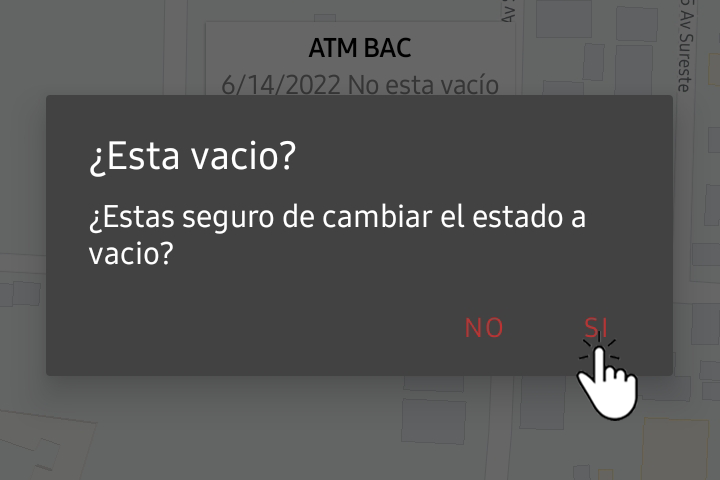 Av S
5 Av Sureste
ATM BAC
6/14/2022 No esta vacío
¿Esta vacio?
¿Estas seguro de cambiar el estado a
vacio?
NO
SI